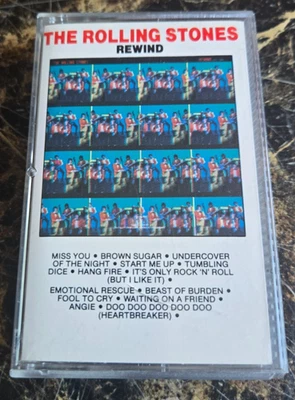 THE ROLLING STONES
REWIND
MISS YOU • BROWN SUGAR • UNDERCOVER
OF THE NIGHT • START ME UP • TUMBLING
DICE • HANG FIRE • IT'S ONLY ROCK 'N' ROLL
(BUT I LIKE IT) •
EMOTIONAL RESCUE • BEAST OF BURDEN •
FOOL TO CRY • WAITING ON A FRIEND •
ANGIE • DOO DOO DOO DOO DOO
(HEARTBREAKER) •